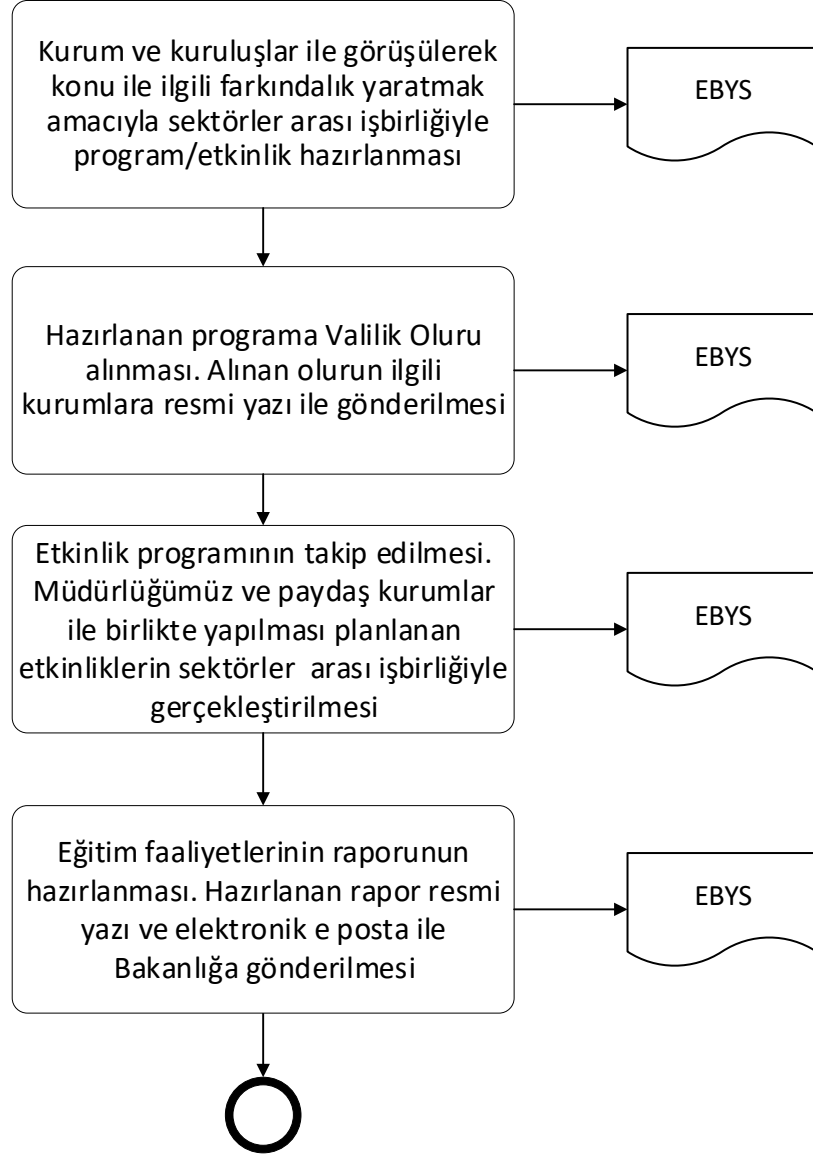 Kurum ve kuruluşlar ile görüşülerek
konu ile ilgili farkındalık yaratmak
amacıyla sektörler arası işbirliğiyle
program/etkinlik hazırlanması
EBYS
Hazırlanan programa Valilik Oluru
alınması. Alınan olurun ilgili
kurumlara resmi yazı ile gönderilmesi
EBYS
Etkinlik programının takip edilmesi.
Müdürlüğümüz ve paydaş kurumlar
ile birlikte yapılması planlanan
etkinliklerin sektörler arası işbirliğiyle
gerçekleştirilmesi
EBYS
Eğitim faaliyetlerinin raporunun
hazırlanması. Hazırlanan rapor resmi
yazı ve elektronik e posta ile
Bakanlığa gönderilmesi
EBYS